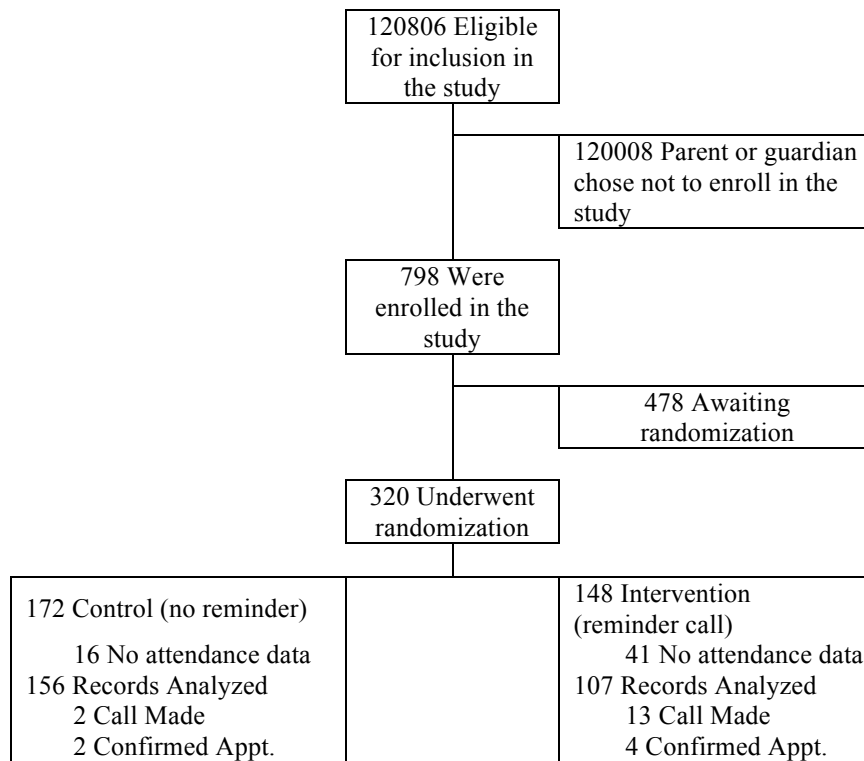 120806 Eligible
for inclusion in
the study
120008 Parent or guardian
chose not to enroll in the
study
798 Were
enrolled in the
study
478 Awaiting
randomization
320 Underwent
randomization
172 Control (no reminder)
16 No attendance data
156 Records Analyzed
2 Call Made
2 Confirmed Appt.
148 Intervention
(reminder call)
41 No attendance data
107 Records Analyzed
13 Call Made
4 Confirmed Appt.